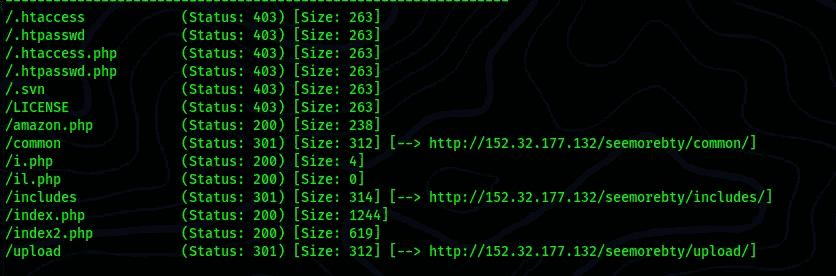 /.htaccess (Status: 403) [Size: 263]
/.htpasswd (Status: 403) [Size: 263]
/.htaccess.php (Status: 403) [Size: 263]
/.htpasswd.php (Status: 403) [Size: 263]
/.svn (Status: 403) [Size: 263]
/LICENSE (Status: 403) [Size: 263]
/amazon.php (Status: 200) [Size: 238]
/common (Status: 301) [Size: 312] [--> http://152.32.177.132/seemorebty/common/]
/i.php (Status: 200) [Size: 4]
/il.php (Status: 200) [Size: 0]
/includes (Status: 301) [Size: 314] [--> http://152.32.177.132/seemorebty/includes/]
/index.php (Status: 200) [Size: 1244]
/index2.php (Status: 200) [Size: 619]
/upload (Status: 301) [Size: 312] [--> http://152.32.177.132/seemorebty/upload/]